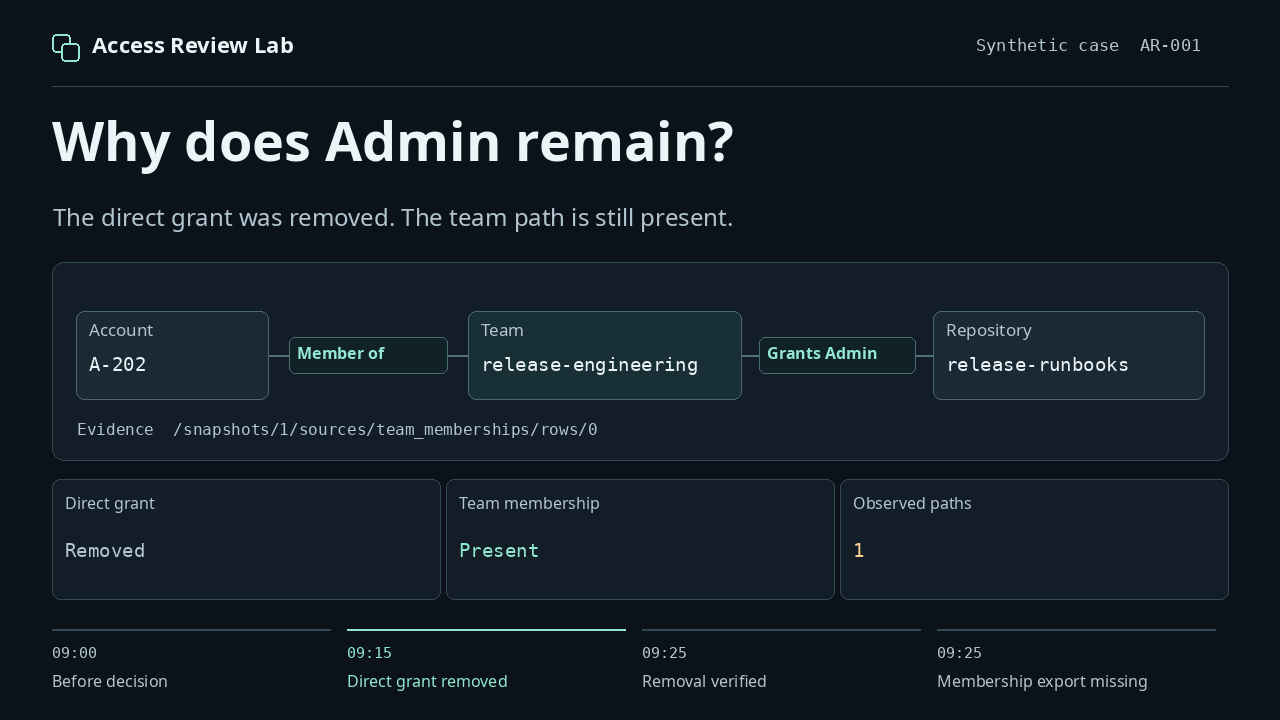 Access Review Lab
Synthetic case  AR-001
Why does Admin remain?
The direct grant was removed. The team path is still present.
Account
A-202
Member of
Team
release-engineering
Grants Admin
Repository
release-runbooks
Evidence  /snapshots/1/sources/team_memberships/rows/0
Direct grant
Removed
Team membership
Present
Observed paths
1
09:00
Before decision
09:15
Direct grant removed
09:25
Removal verified
09:25
Membership export missing